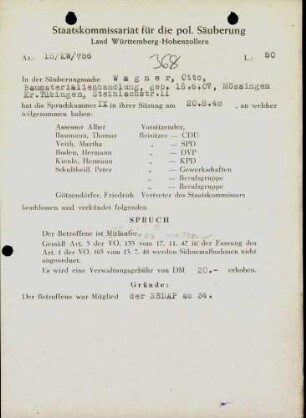 Staatskommissariat für die pol. Säuberung
Land Württemberg-Hohenzollern
Az.: 15/KW/786
368
L: 80
In der Säuberungssache Wagner, Otto,
Baumaterialienhandlung, geb. 15.6.07, Mössingen
Kr.Tübingen, Steinlachstr.11
hat die Spruchkammer IX in ihrer Sitzung am 20.8.48, an welcher
teilgenommen haben:
Assessor Alber Vorsitzender,
Baumann, Thomas Beisitzer — CDU
Veith, Martha „ — SPD
Boden, Hermann „ — DVP
Kienle, Hermann „ — KPD
Schultheiß, Peter „ — Gewerkschaften
„ — Berufsgruppe
„ — Berufsgruppe
Götzendörfer, Friedrich Vertreter des Staatskommissars
beschlossen und verkündet folgenden
SPRUCH
Der Betroffene ist Mitläufer.
Gemäß Art. 3 der VO. 133 vom 17. 11. 47 in der Fassung des
Art. 1 der VO. 165 vom 13. 7. 48 werden Sühnemaßnahmen nicht
angeordnet.
Es wird eine Verwaltungsgebühr von DM 20.- erhoben.
Gründe:
Der Betroffene war Mitglied der NSDAP ab 34.